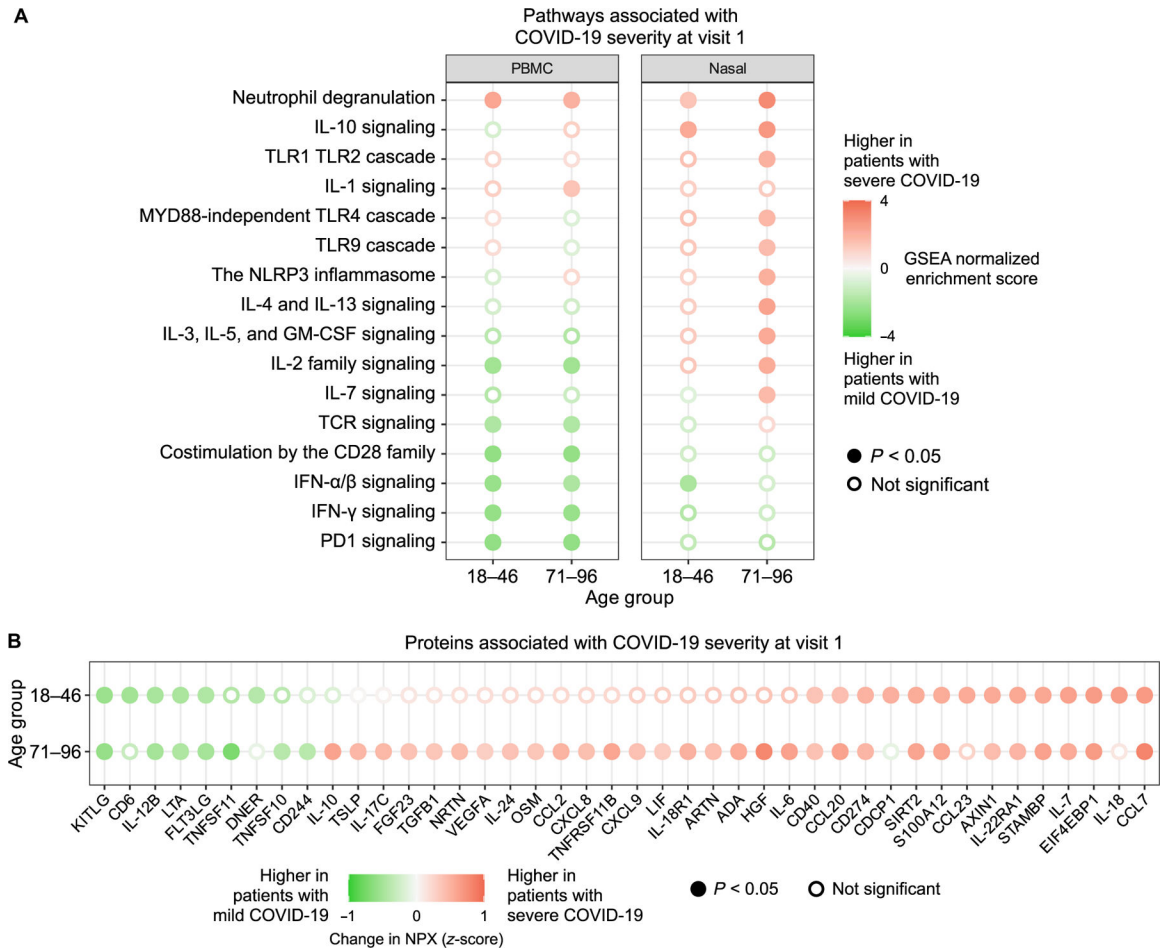 A
Pathways associated with
COVID-19 severity at visit 1
PBMC
Nasal
Neutrophil degranulation
IL-10 signaling
TLR1 TLR2 cascade
IL-1 signaling
MYD88-independent TLR4 cascade
TLR9 cascade
The NLRP3 inflammasome
IL-4 and IL-13 signaling
IL-3, IL-5, and GM-CSF signaling
IL-2 family signaling
IL-7 signaling
TCR signaling
Costimulation by the CD28 family
IFN-α/β signaling
IFN-γ signaling
PD1 signaling
18–46
71–96
18–46
71–96
Age group
Higher in
patients with
severe COVID-19
4
0
–4
GSEA normalized
enrichment score
Higher in
patients with
mild COVID-19
P < 0.05
Not significant
B
Proteins associated with COVID-19 severity at visit 1
Age group
18–46
71–96
KITLG
CD6
IL-12B
LTA
FLT3LG
TNFSF11
DNER
TNFSF10
CD244
IL-10
TSLP
IL-17C
FGF23
TGFB1
NRTN
VEGFA
IL-24
OSM
CCL2
CXCL8
TNFRSF11B
CXCL9
LIF
IL-18R1
ARTN
ADA
HGF
IL-6
CD40
CCL20
CD274
CDCP1
SIRT2
S100A12
CCL23
AXIN1
IL-22RA1
STAMBP
IL-7
EIF4EBP1
IL-18
CCL7
Higher in
patients with
mild COVID-19
–1
0
1
Change in NPX (z-score)
Higher in
patients with
severe COVID-19
P < 0.05
Not significant